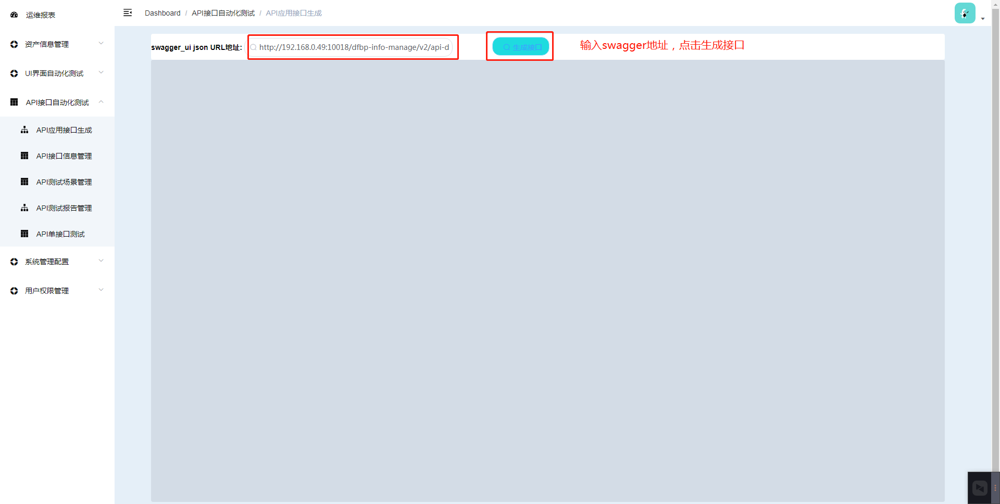 运维报表
资产信息管理
UI界面自动化测试
API接口自动化测试
API应用接口生成
API接口信息管理
API测试场景管理
API测试报告管理
API单接口测试
系统管理配置
用户权限管理
Dashboard / API接口自动化测试 / API应用接口生成
swagger_ui json URL地址: http://192.168.0.49:10018/dfbp-info-manage/v2/api-d 生成接口 输入swagger地址，点击生成接口